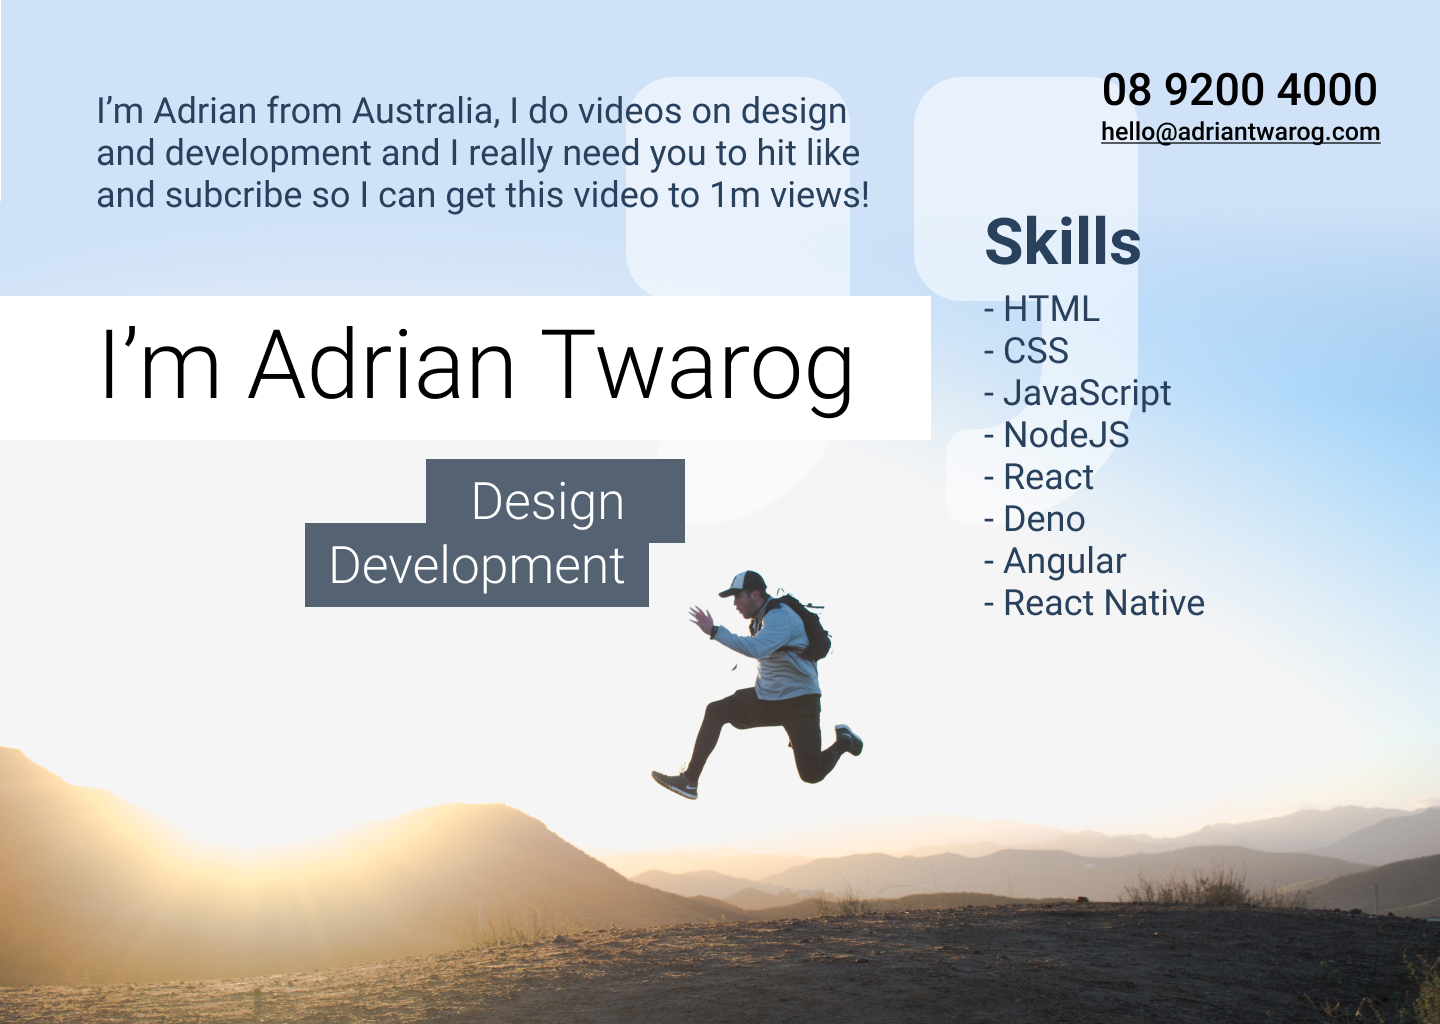 I’m Adrian from Australia, I do videos on design
and development and I really need you to hit like
and subcribe so I can get this video to 1m views!
08 9200 4000
hello@adriantwarog.com
I’m Adrian Twarog
Design
Development
Skills
- HTML
- CSS
- JavaScript
- NodeJS
- React
- Deno
- Angular
- React Native